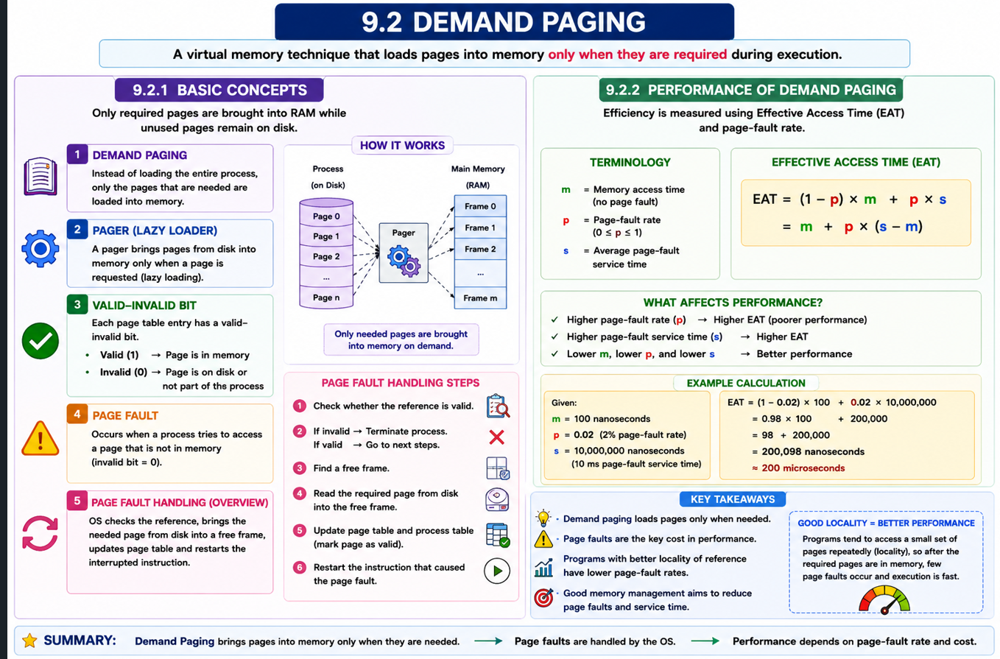 9.2 DEMAND PAGING
A virtual memory technique that loads pages into memory only when they are required during execution.
9.2.1 BASIC CONCEPTS
Only required pages are brought into RAM while
unused pages remain on disk.
1 DEMAND PAGING
Instead of loading the entire process,
only the pages that are needed are
loaded into memory.
2 PAGER (LAZY LOADER)
A pager brings pages from disk into
memory only when a page is
requested (lazy loading).
3 VALID–INVALID BIT
Each page table entry has a valid–
invalid bit.
• Valid (1) → Page is in memory
• Invalid (0) → Page is on disk or
not part of ths process
4 PAGE FAULT
Occurs when a process tries to access
a page that is not in memory
(invalid bit = 0).
5 PAGE FAULT HANDLING (OVERVIEW)
OS checks the reference, brings the
needed page from disk into a free frame,
updates page table and restarts the
interrupted instruction.
HOW IT WORKS
Process
(on Disk)
Page 0
Page 1
Page 2
...
Page n
Pager
Main Memory
(RAM)
Frame 0
Frame 1
Frame 2
...
Frame m
Only needed pages are brought
into memory on demand.
PAGE FAULT HANDLING STEPS
1 Check whether the reference is valid.
2 If invalid → Terminate process.
If valid → Go to next steps.
3 Find a free frame.
4 Read the required page from disk
into the free frame.
5 Update page table and process table
(mark page as valid).
6 Restart the instruction that caused
the page fault.
9.2.2 PERFORMANCE OF DEMAND PAGING
Efficiency is measured using Effective Access Time (EAT)
and page-fault rate.
TERMINOLOGY
m = Memory access time
(no page fault)
p = Page-fault rate
(0 ≤ p ≤ 1)
s = Average page-fault
service time
EFFECTIVE ACCESS TIME (EAT)
EAT = (1 – p) × m + p × s
= m + p × (s – m)
WHAT AFFECTS PERFORMANCE?
✓ Higher page-fault rate (p) → Higher EAT (poorer performance)
✓ Higher page-fault service time (s) → Higher EAT
✓ Lower m, lower p, and lower s → Better performance
EXAMPLE CALCULATION
Given:
m = 100 nanoseconds
p = 0.02 (2% page-fault rate)
s = 10,000,000 nanoseconds
(10 ms page-fault service time)
EAT = (1 – 0.02) × 100 + 0.02 × 10,000,000
= 0.98 × 100 + 200,000
= 98 + 200,000
= 200,098 nanoseconds
≈ 200 microseconds
KEY TAKEAWAYS
• Demand paging loads pages only when needed.
• Page faults are the key cost in performance.
Programs with better locality of reference
have lower page-fault rates.
• Good memory management aims to reduce
page faults and service time.
GOOD LOCALITY = BETTER PERFORMANCE
Programs tend to access a small set of
pages repeatedly (locality), so after the
required pages are in memory, few
page faults occur and execution is fast.
SUMMARY: Demand Paging brings pages into memory only when they are needed. → Page faults are handled by the OS. → Performance depends on page-fault rate and cost.